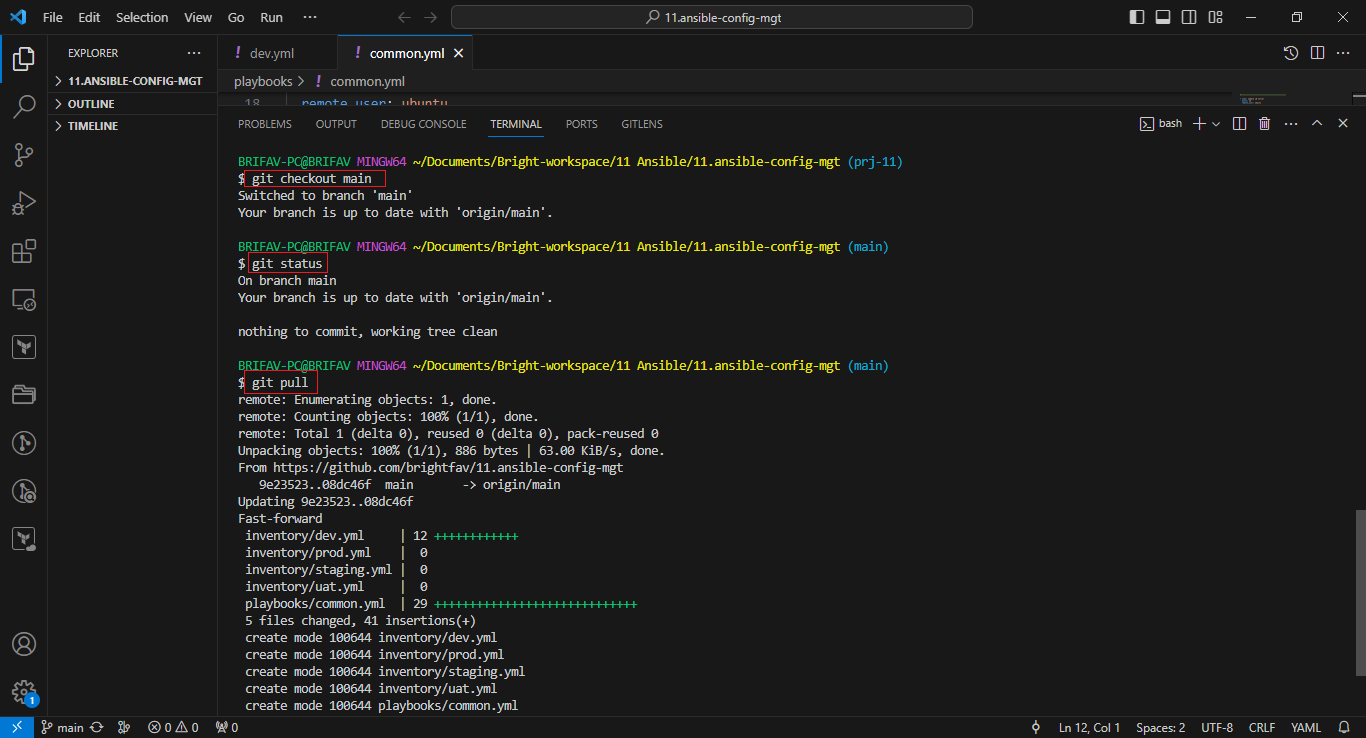 File Edit Selection View Go Run ···
11.ansible-config-mgt
EXPLORER ···
11.ANSIBLE-CONFIG-MGT
OUTLINE
TIMELINE
! dev.yml
! common.yml
playbooks > ! common.yml
18 remote_user: ubuntu
PROBLEMS OUTPUT DEBUG CONSOLE TERMINAL PORTS GITLENS
bash
BRIFAV-PC@BRIFAV MINGW64 ~/Documents/Bright-workspace/11 Ansible/11.ansible-config-mgt (prj-11)
$ git checkout main
Switched to branch 'main'
Your branch is up to date with 'origin/main'.
BRIFAV-PC@BRIFAV MINGW64 ~/Documents/Bright-workspace/11 Ansible/11.ansible-config-mgt (main)
$ git status
On branch main
Your branch is up to date with 'origin/main'.
nothing to commit, working tree clean
BRIFAV-PC@BRIFAV MINGW64 ~/Documents/Bright-workspace/11 Ansible/11.ansible-config-mgt (main)
$ git pull
remote: Enumerating objects: 1, done.
remote: Counting objects: 100% (1/1), done.
remote: Total 1 (delta 0), reused 0 (delta 0), pack-reused 0
Unpacking objects: 100% (1/1), 886 bytes | 63.00 KiB/s, done.
From https://github.com/brightfav/11.ansible-config-mgt
9e23523..08dc46f  main       -> origin/main
Updating 9e23523..08dc46f
Fast-forward
inventory/dev.yml     | 12 ++++++++++++
inventory/prod.yml    |  0
inventory/staging.yml |  0
inventory/uat.yml     |  0
playbooks/common.yml  | 29 +++++++++++++++++++++++++++++
5 files changed, 41 insertions(+)
create mode 100644 inventory/dev.yml
create mode 100644 inventory/prod.yml
create mode 100644 inventory/staging.yml
create mode 100644 inventory/uat.yml
create mode 100644 playbooks/common.yml
1
main 0 0 0
Ln 12, Col 1 Spaces: 2 UTF-8 CRLF YAML